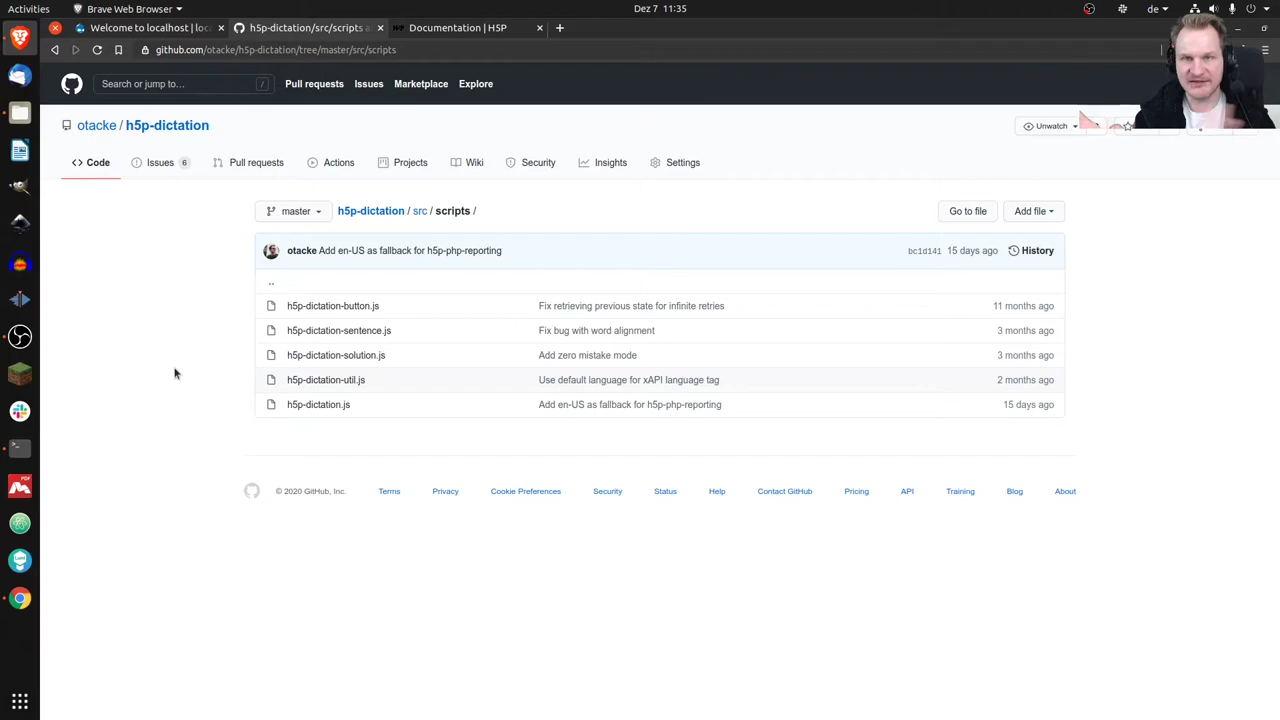 Activities Brave Web Browser Dez 7 11:35 de
Welcome to localhost | loca h5p-dictation/src/scripts a Documentation | H5P
github.com/otacke/h5p-dictation/tree/master/src/scripts
Search or jump to… / Pull requests Issues Marketplace Explore
otacke / h5p-dictation Unwatch
Code Issues 6 Pull requests Actions Projects Wiki Security Insights Settings
master h5p-dictation / src / scripts / Go to file Add file
otacke Add en-US as fallback for h5p-php-reporting bc1d141 15 days ago History
..
h5p-dictation-button.js Fix retrieving previous state for infinite retries 11 months ago
h5p-dictation-sentence.js Fix bug with word alignment 3 months ago
h5p-dictation-solution.js Add zero mistake mode 3 months ago
h5p-dictation-util.js Use default language for xAPI language tag 2 months ago
h5p-dictation.js Add en-US as fallback for h5p-php-reporting 15 days ago
© 2020 GitHub, Inc. Terms Privacy Cookie Preferences Security Status Help Contact GitHub Pricing API Training Blog About
PDF